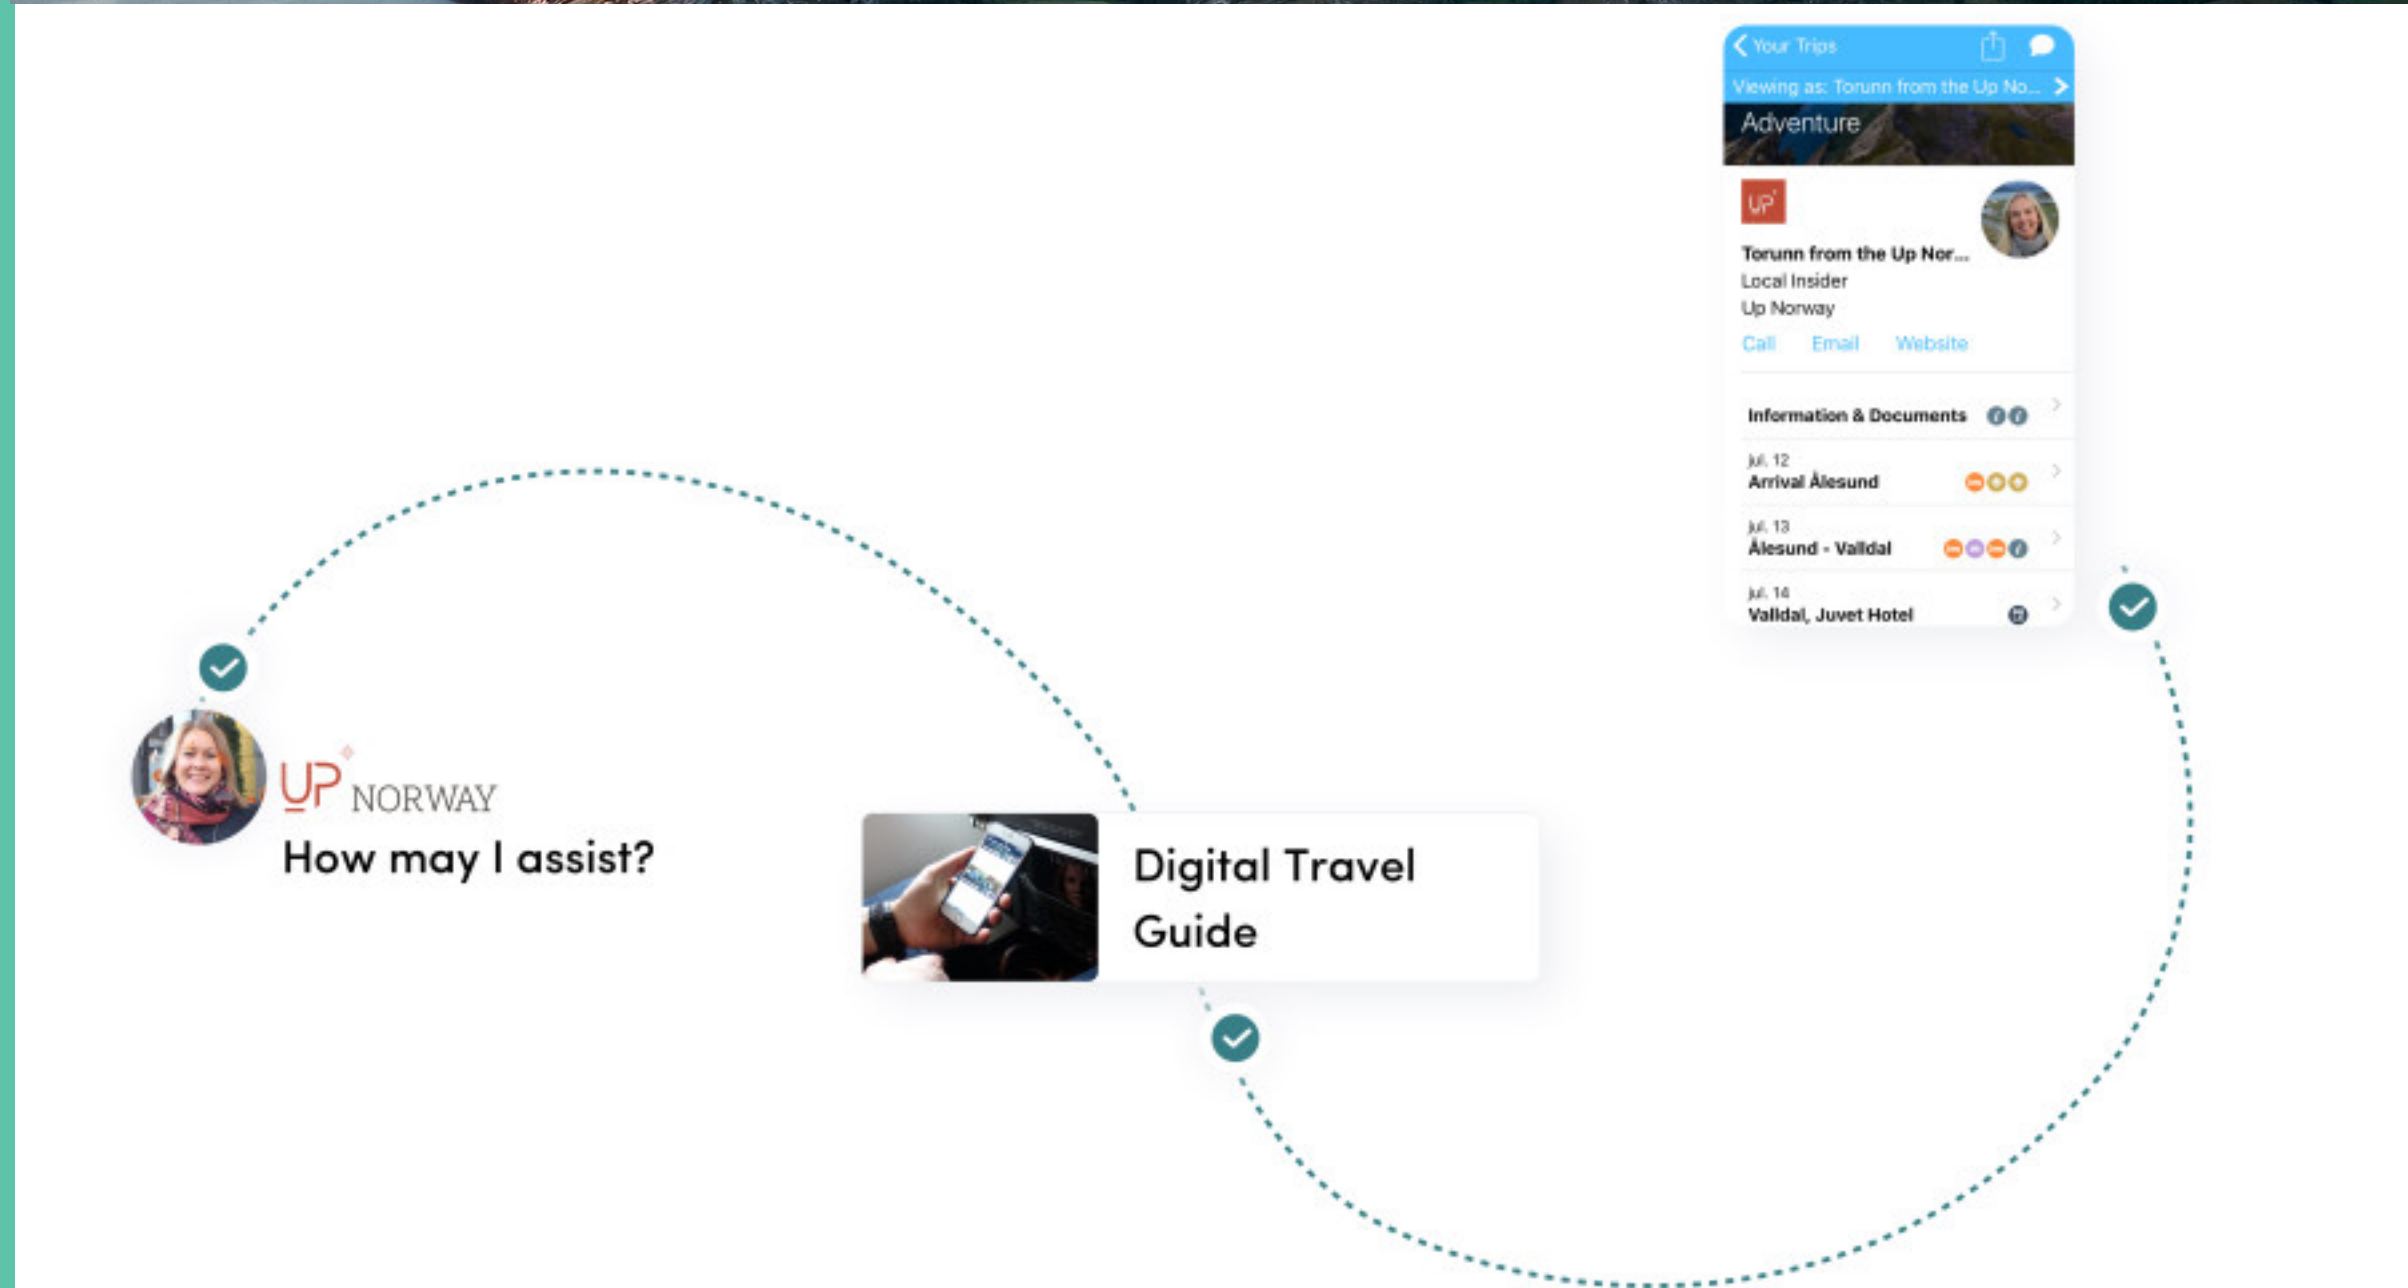 Your Trips
Viewing as: Torunn from the Up No...
Adventure
UP
Torunn from the Up Nor...
Local Insider
Up Norway
Call Email Website
Information & Documents
jul. 12
Arrival Ålesund
jul. 13
Ålesund - Valldal
jul. 14
Valldal, Juvet Hotel
UP NORWAY
How may I assist?
Digital Travel
Guide